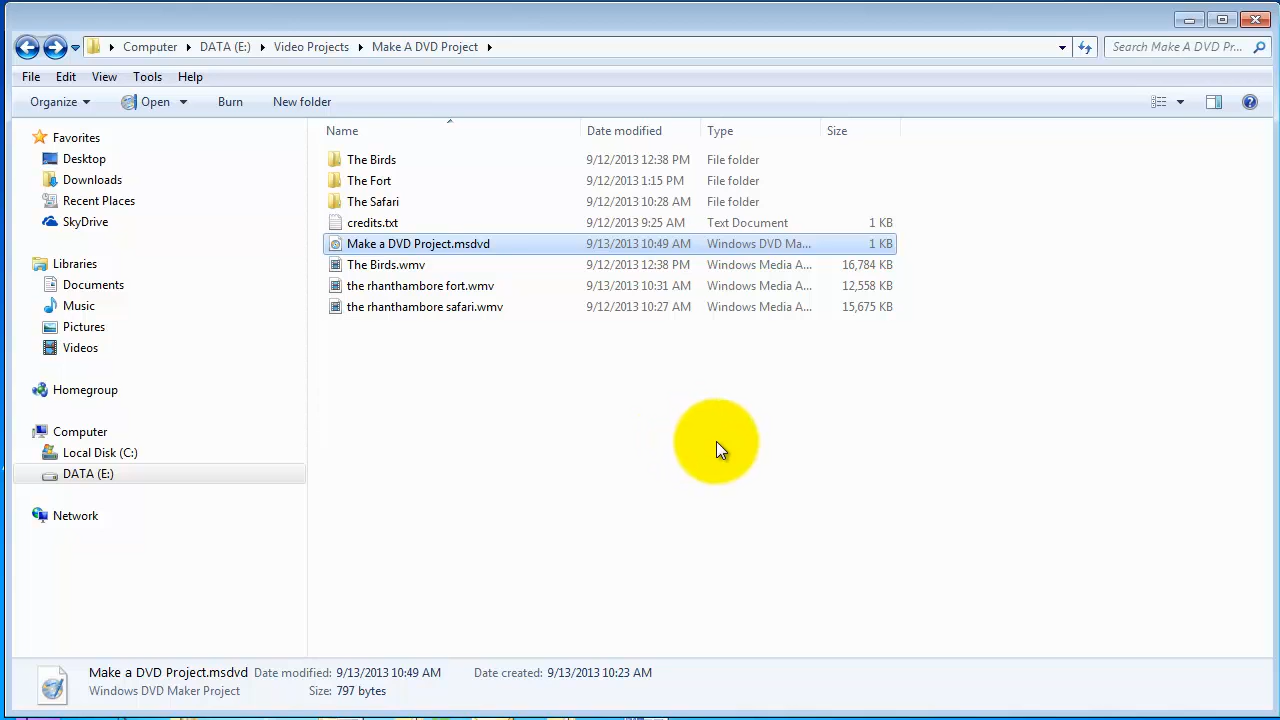 Computer DATA (E:) Video Projects Make A DVD Project Search Make A DVD Pr...
File Edit View Tools Help
Organize Open Burn New folder
Name Date modified Type Size
Favorites
Desktop
Downloads
Recent Places
SkyDrive
Libraries
Documents
Music
Pictures
Videos
Homegroup
Computer
Local Disk (C:)
DATA (E:)
Network
The Birds 9/12/2013 12:38 PM File folder
The Fort 9/12/2013 1:15 PM File folder
The Safari 9/12/2013 10:28 AM File folder
credits.txt 9/12/2013 9:25 AM Text Document 1 KB
Make a DVD Project.msdvd 9/13/2013 10:49 AM Windows DVD Ma... 1 KB
The Birds.wmv 9/12/2013 12:38 PM Windows Media A... 16,784 KB
the rhanthambore fort.wmv 9/13/2013 10:31 AM Windows Media A... 12,558 KB
the rhanthambore safari.wmv 9/12/2013 10:27 AM Windows Media A... 15,675 KB
Make a DVD Project.msdvd Date modified: 9/13/2013 10:49 AM Date created: 9/13/2013 10:23 AM
Windows DVD Maker Project Size: 797 bytes